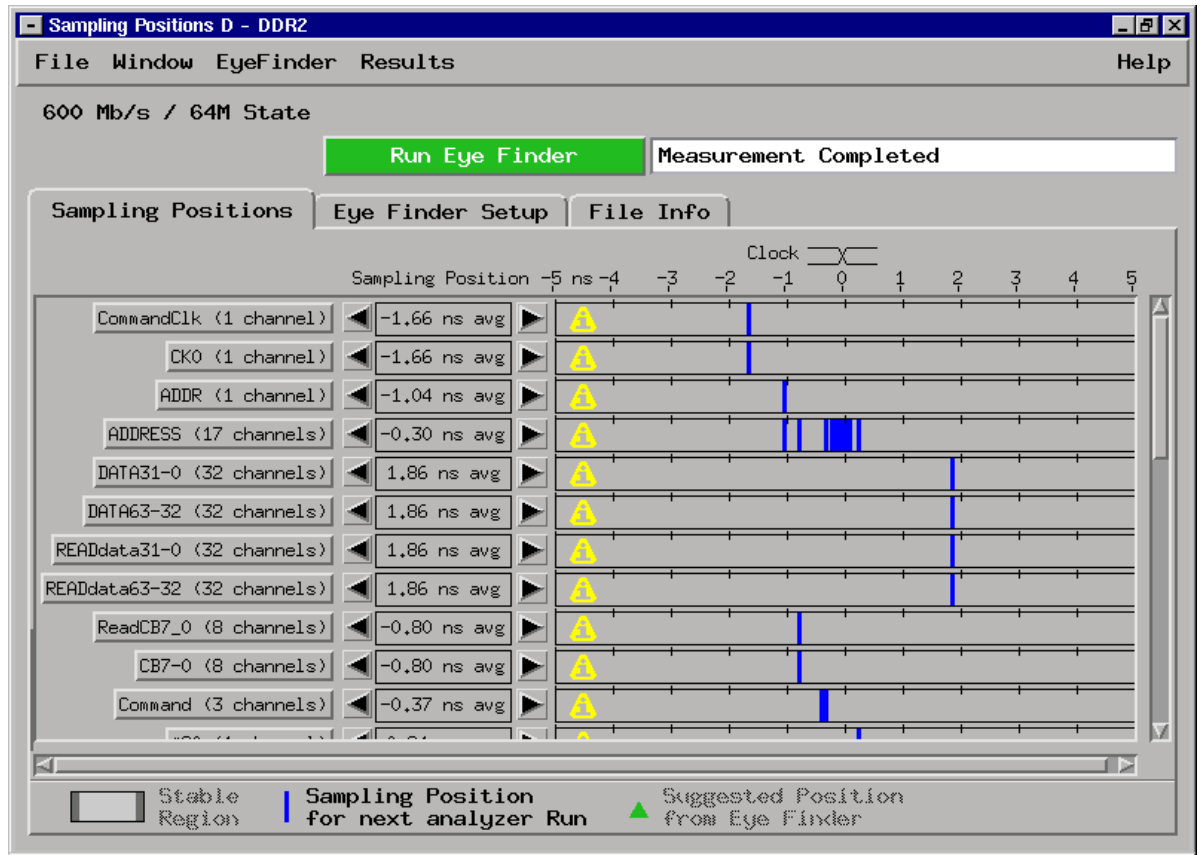 Sampling Positions D - DDR2
File Window EyeFinder Results Help
600 Mb/s / 64M State
Run Eye Finder Measurement Completed
Sampling Positions Eye Finder Setup File Info
Clock
Sampling Position -5 ns -4 -3 -2 -1 0 1 2 3 4 5
CommandClk (1 channel) -1.66 ns avg
CK0 (1 channel) -1.66 ns avg
ADDR (1 channel) -1.04 ns avg
ADDRESS (17 channels) -0.30 ns avg
DATA31-0 (32 channels) 1.86 ns avg
DATA63-32 (32 channels) 1.86 ns avg
READdata31-0 (32 channels) 1.86 ns avg
READdata63-32 (32 channels) 1.86 ns avg
ReadCB7_0 (8 channels) -0.80 ns avg
CB7-0 (8 channels) -0.80 ns avg
Command (3 channels) -0.37 ns avg
Stable Region
Sampling Position for next analyzer Run
Suggested Position from Eye Finder